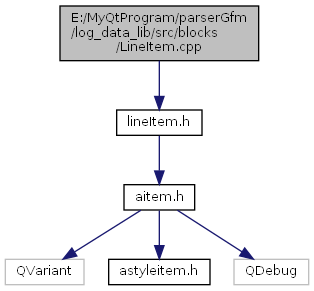 E:/MyQtProgram/parserGfm
/log_data_lib/src/blocks
/LineItem.cpp
lineItem.h
aitem.h
QVariant
astyleitem.h
QDebug